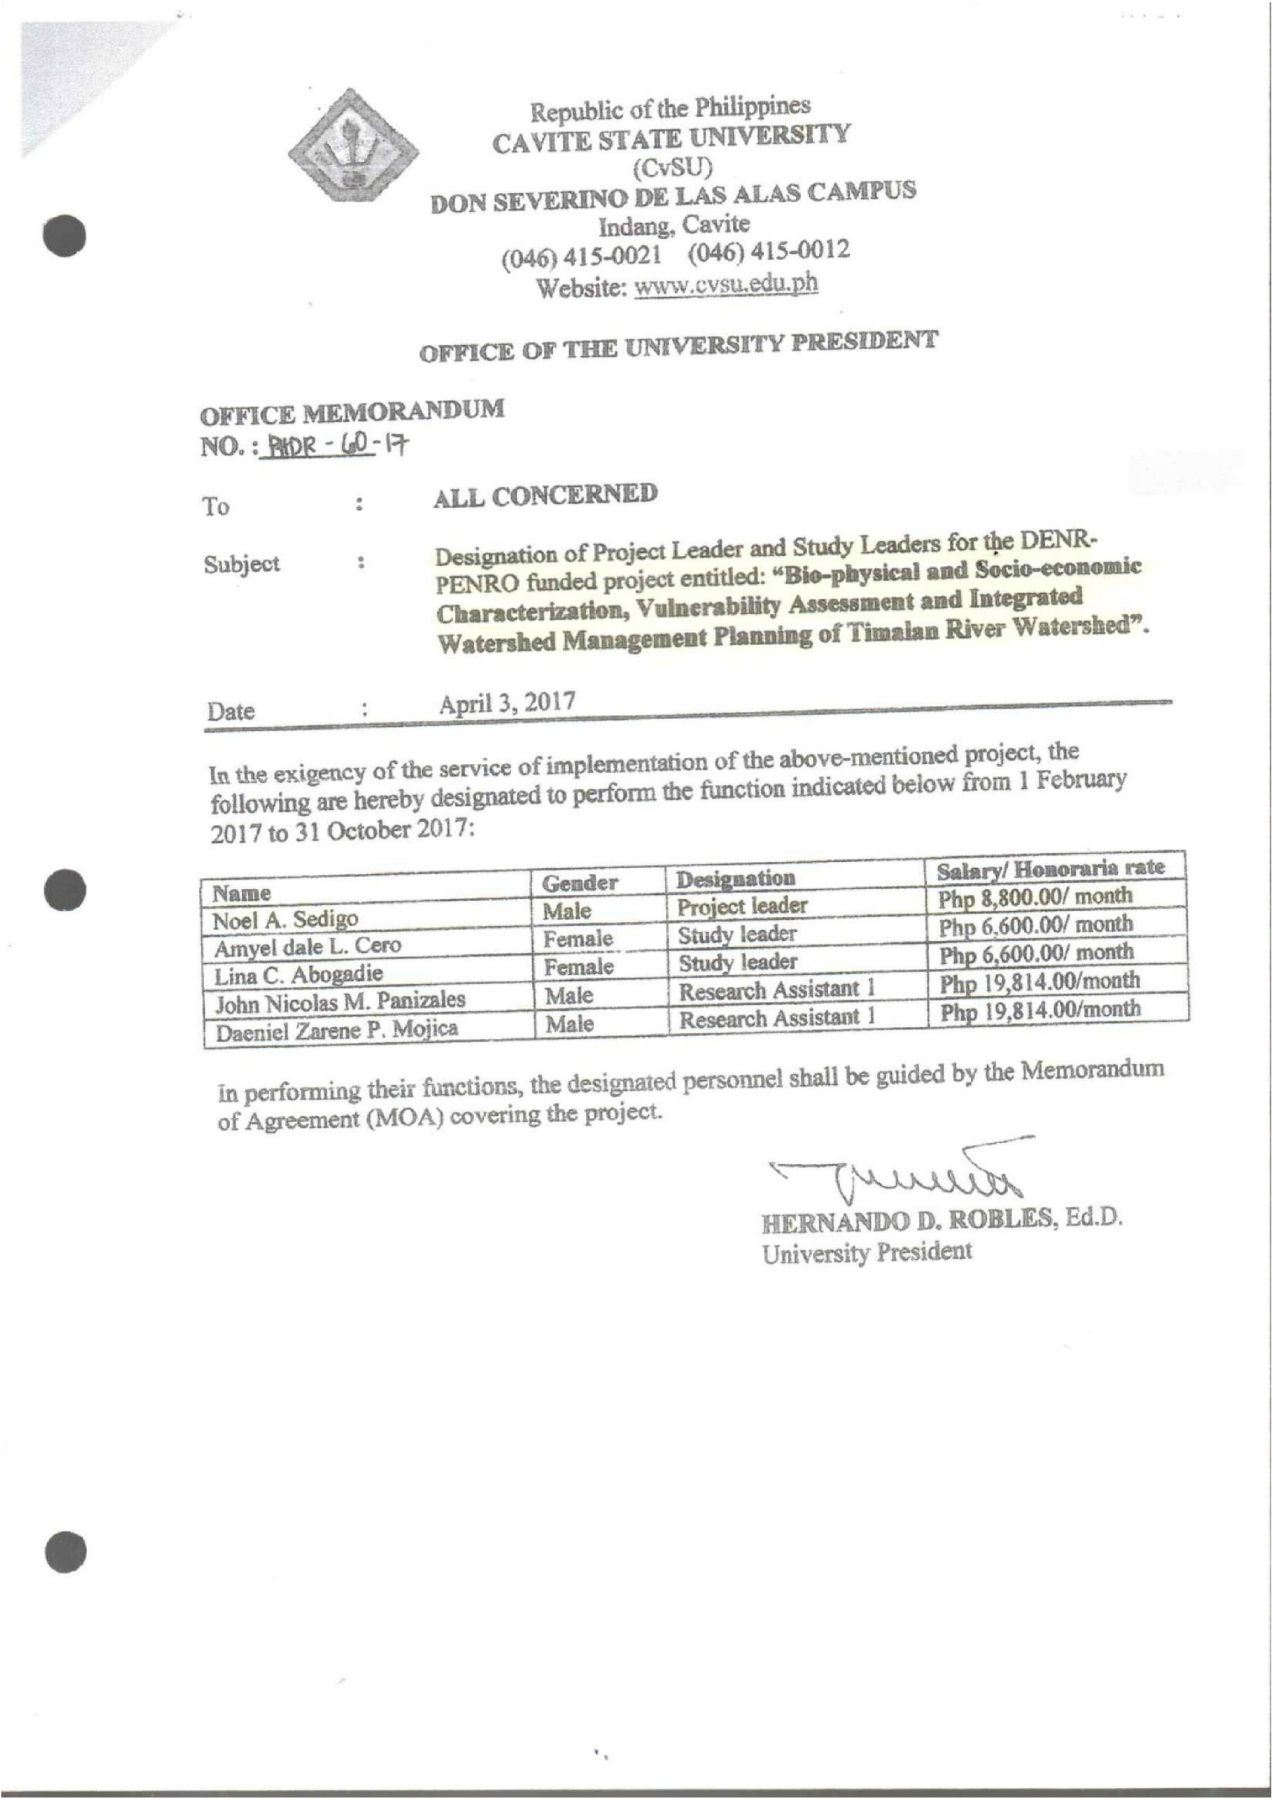 Republic of the Philippines
CAVITE STATE UNIVERSITY
(CvSU)
DON SEVERINO DE LAS ALAS CAMPUS
Indang, Cavite
(046) 415-0021 (046) 415-0012
Website: www.cvsu.edu.ph
OFFICE OF THE UNIVERSITY PRESIDENT
OFFICE MEMORANDUM
NO. : - 60 - 17
To : ALL CONCERNED
Subject : Designation of Project Leader and Study Leaders for the DENR-
PENRO funded project entitled: “Bio-physical and Socio-economic
Characterization, Vulnerability Assessment and Integrated
Watershed Management Planning of Timalan River Watershed”.
Date : April 3, 2017
In the exigency of the service of implementation of the above-mentioned project, the
following are hereby designated to perform the function indicated below from 1 February
2017 to 31 October 2017:
Name Gender Designation Salary/ Honoraria rate
Noel A. Sedigo Male Project leader Php 8,800.00/ month
Amyel dale L. Cero Female Study leader Php 6,600.00/ month
Lina C. Abogadie Female Study leader Php 6,600.00/ month
John Nicolas M. Panizales Male Research Assistant 1 Php 19,814.00/month
Daeniel Zarene P. Mojica Male Research Assistant 1 Php 19,814.00/month
In performing their functions, the designated personnel shall be guided by the Memorandum
of Agreement (MOA) covering the project.
HERNANDO D. ROBLES, Ed.D.
University President